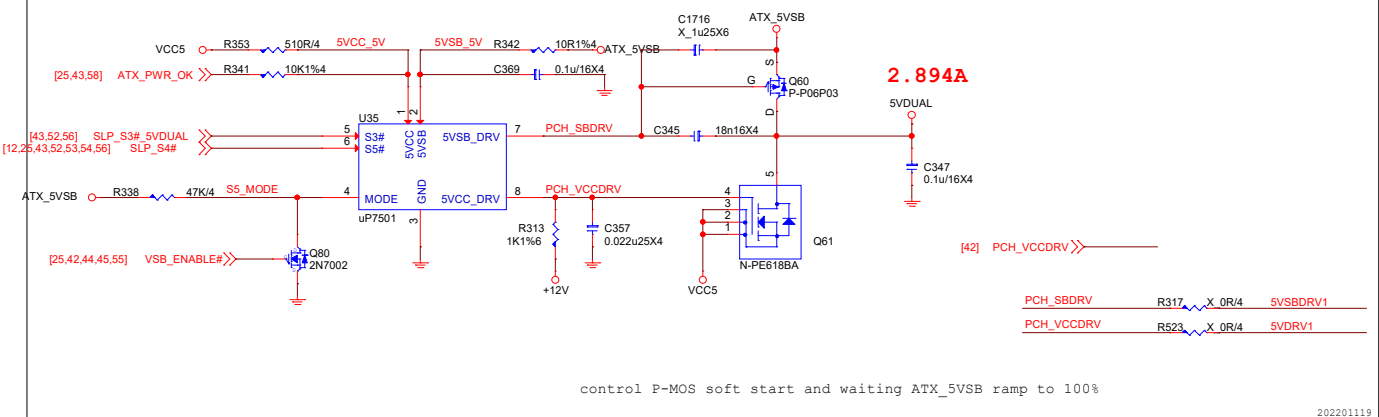 C1716
X_1u25X6
ATX_5VSB
VCC5 R353 510R/4 5VCC_5V 5VSB_5V R342 10R1%4 ATX_5VSB
[25,43,58] ATX_PWR_OK R341 10K1%4 C369 0.1u/16X4
S
G
D
Q60
P-P06P03
2.894A
5VDUAL
U35
1 2
[43,52,56] SLP_S3#_5VDUAL 5 S3# 5VCC 5VSB 5VSB_DRV 7 PCH_SBDRV C345 18n16X4
[12,25,43,52,53,54,56] SLP_S4# 6 S5#
C347
0.1u/16X4
ATX_5VSB R338 47K/4 S5_MODE 4 MODE GND 5VCC_DRV 8 PCH_VCCDRV
uP7501
3
5
4
3
2
1
Q61
N-PE618BA
R313
1K1%6
C357
0.022u25X4
[25,42,44,45,55] VSB_ENABLE# Q80
2N7002
+12V
VCC5
[42] PCH_VCCDRV
PCH_SBDRV R317 X_0R/4 5VSBDRV1
PCH_VCCDRV R523 X_0R/4 5VDRV1
control P-MOS soft start and waiting ATX_5VSB ramp to 100%
202201119